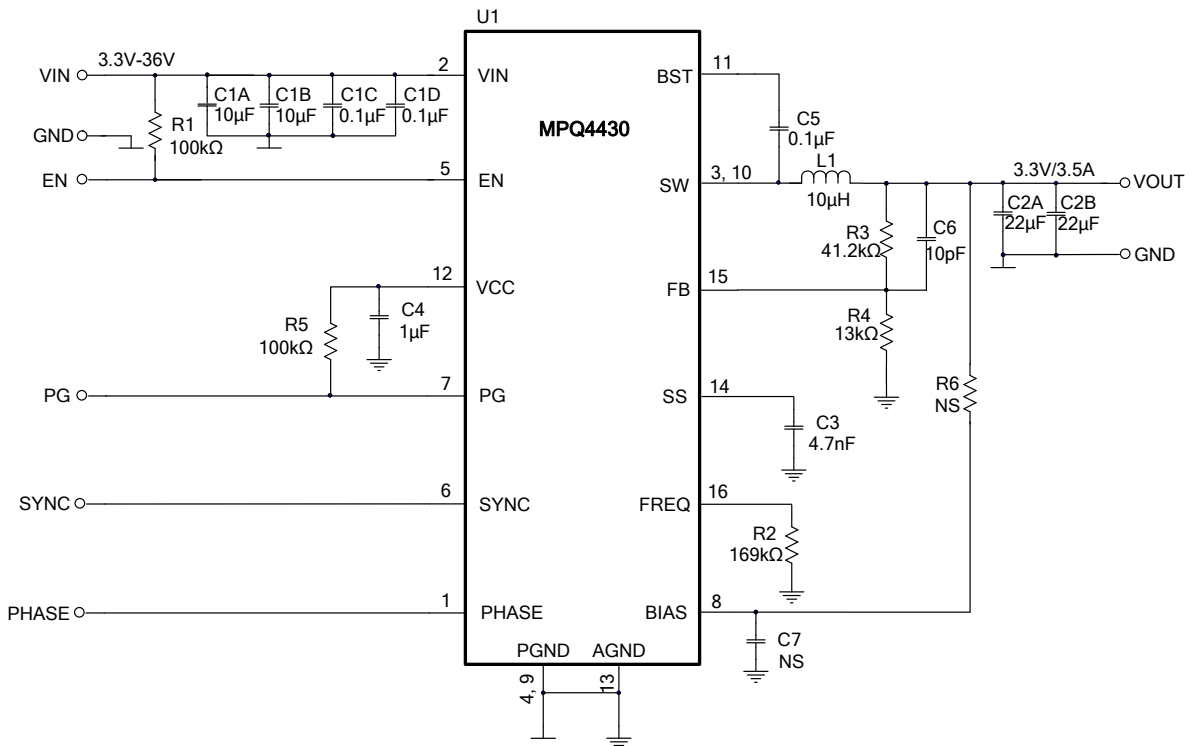 U1
VIN
3.3V-36V
2
VIN
C1A
10µF
C1B
10µF
C1C
0.1µF
C1D
0.1µF
GND
R1
100kΩ
EN
5
EN
MPQ4430
BST
11
C5
0.1µF
SW
3, 10
L1
10µH
3.3V/3.5A
VOUT
C2A
22µF
C2B
22µF
GND
R3
41.2kΩ
C6
10pF
12
VCC
C4
1µF
R5
100kΩ
FB
15
R4
13kΩ
PG
7
PG
SS
14
C3
4.7nF
R6
NS
SYNC
6
SYNC
FREQ
16
R2
169kΩ
PHASE
1
PHASE
BIAS
8
C7
NS
PGND
AGND
4, 9
13